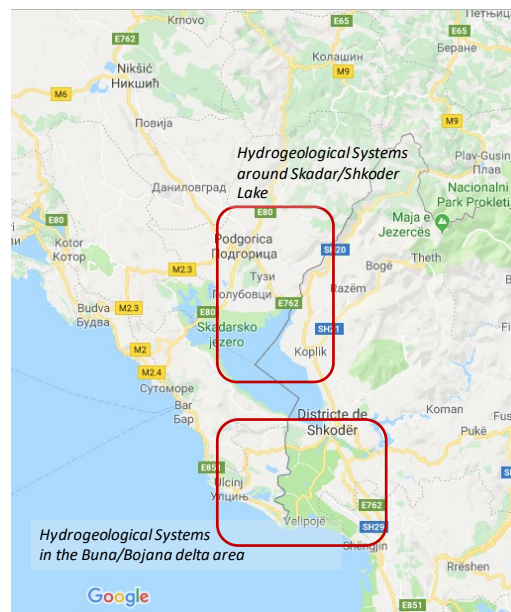 Krnovo
E65
Петњица
E762
E65
Колашин
Беране
Nikšić
Никшић
M9
M6
M9
Повија
Hydrogeological Systems
around Skadar/Shkoder
Lake
Plav-Gusin
Плав
Даниловград
E80
Nacionalni
Park Prokletij
Maja e
Jezercës
E80
Podgorica
Подгорица
Kotor
Котор
SH20
Theth
Bogë
M2.3
Тузи
Голубовци
Razëm
Budva
Будва
M2.3
E80
E762
Skadarsko
jezero
SH21
M2
Koplik
M2.4
Сутоморе
Bar
Бар
Districte de
Shkodër
Koman
Fus
Pukë
E851
Ulcinj
Улцињ
E762
Velipojë
SH29
Hydrogeological Systems
in the Buna/Bojana delta area
Shëngjin
Rreshen
Google
E851